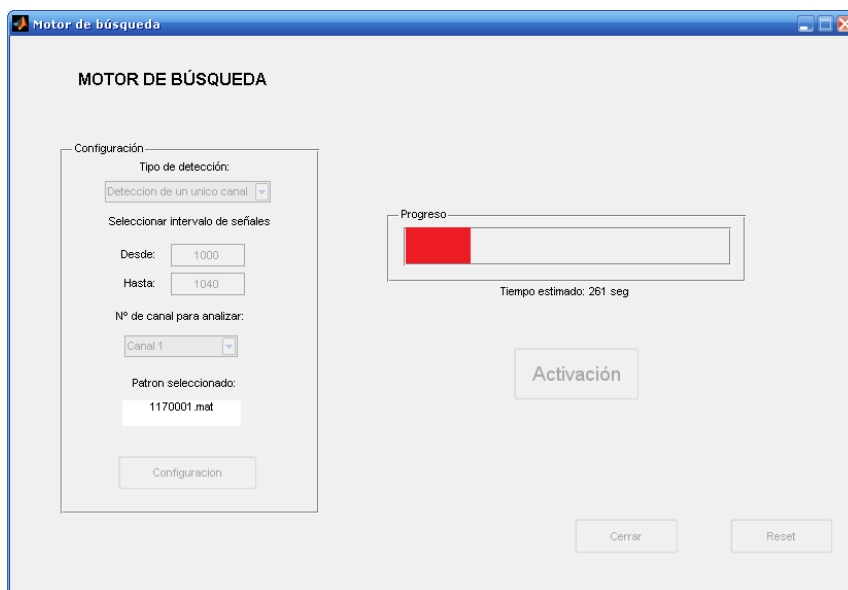 Motor de búsqueda
MOTOR DE BÚSQUEDA
Configuración
Tipo de detección:
Deteccion de un unico canal
Seleccionar intervalo de señales
Desde: 1000
Hasta: 1040
Nº de canal para analizar:
Canal 1
Patron seleccionado:
1170001.mat
Configuracion
Progreso
Tiempo estimado: 261 seg
Activación
Cerrar
Reset